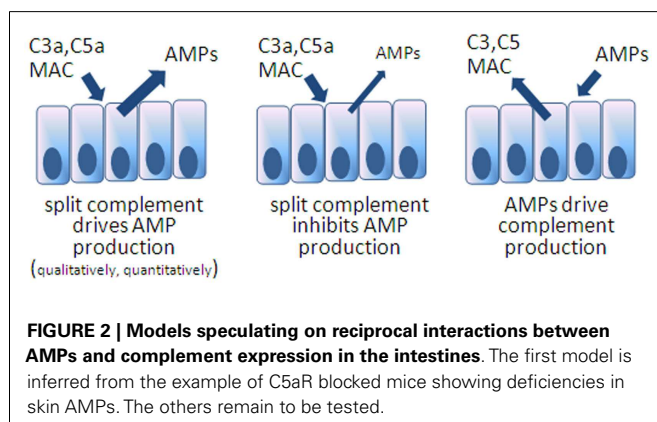 C3a,C5a
MAC
AMPs
split complement
drives AMP
production
(qualitatively, quantitatively)
C3a,C5a
MAC
AMPs
split complement
inhibits AMP
production
C3,C5
MAC
AMPs
AMPs drive
complement
production
FIGURE 2 | Models speculating on reciprocal interactions between
AMPs and complement expression in the intestines. The first model is
inferred from the example of C5aR blocked mice showing deficiencies in
skin AMPs. The others remain to be tested.